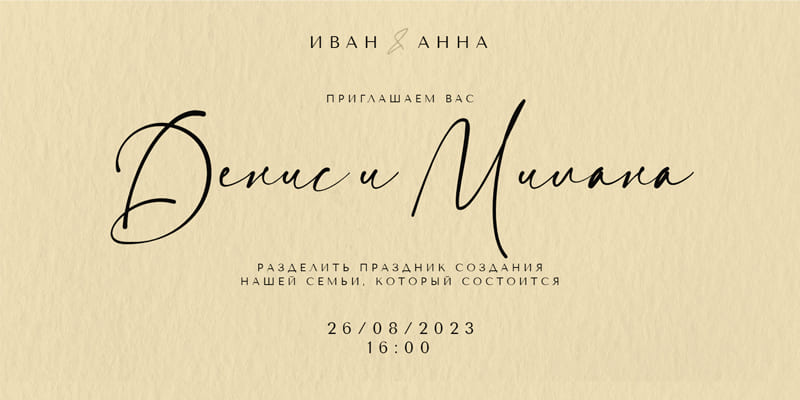 ИВАН & АННА
ПРИГЛАШАЕМ ВАС
Денис и Милана
РАЗДЕЛИТЬ ПРАЗДНИК СОЗДАНИЯ
НАШЕЙ СЕМЬИ, КОТОРЫЙ СОСТОИТСЯ
26/08/2023
16:00